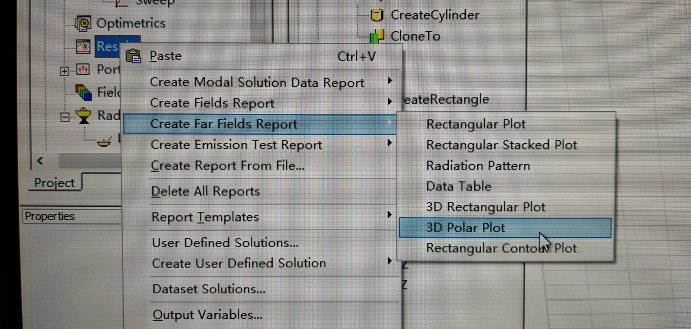 Sweep
Optimetrics
Resu
Port
Field
Rad
CreateCylinder
CloneTo
eateRectangle
Paste Ctrl+V
Create Modal Solution Data Report
Create Fields Report
Create Far Fields Report
Create Emission Test Report
Create Report From File...
Delete All Reports
Report Templates
User Defined Solutions...
Create User Defined Solution
Dataset Solutions...
Output Variables...
Rectangular Plot
Rectangular Stacked Plot
Radiation Pattern
Data Table
3D Rectangular Plot
3D Polar Plot
Rectangular Contour Plot
Project
Properties
Z